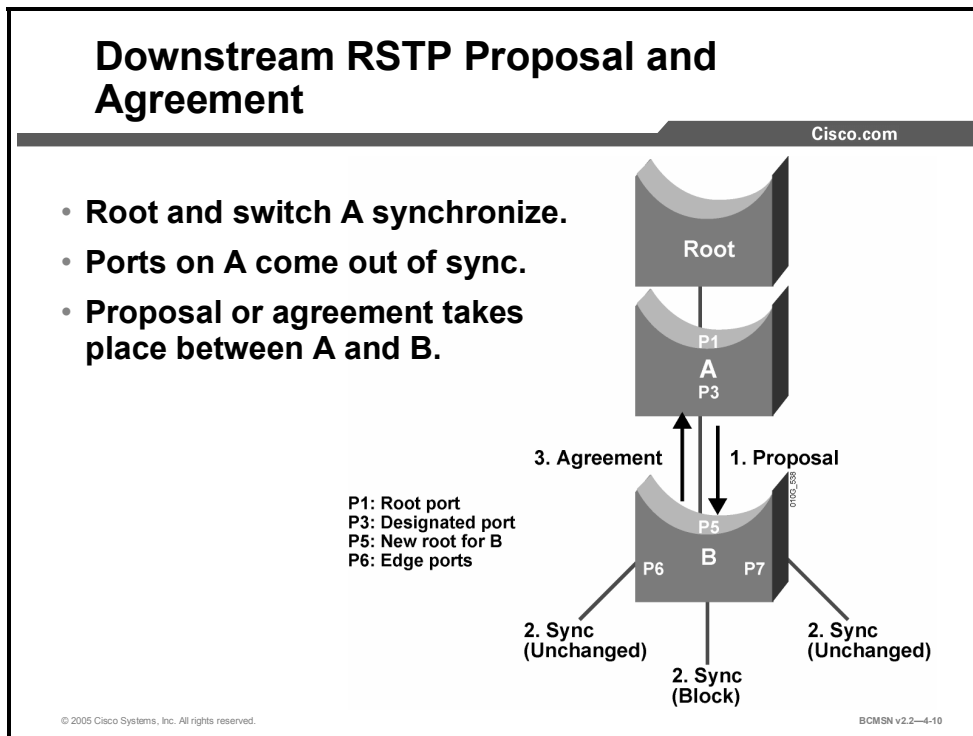 Downstream RSTP Proposal and
Agreement
Cisco.com
• Root and switch A synchronize.
• Ports on A come out of sync.
• Proposal or agreement takes
place between A and B.
Root
P1
A
P3
3. Agreement
1. Proposal
010G_538
P1: Root port
P3: Designated port
P5: New root for B
P6: Edge ports
P5
B
P6
P7
2. Sync
(Unchanged)
2. Sync
(Block)
2. Sync
(Unchanged)
© 2005 Cisco Systems, Inc. All rights reserved.
BCMSN v2.2—4-10